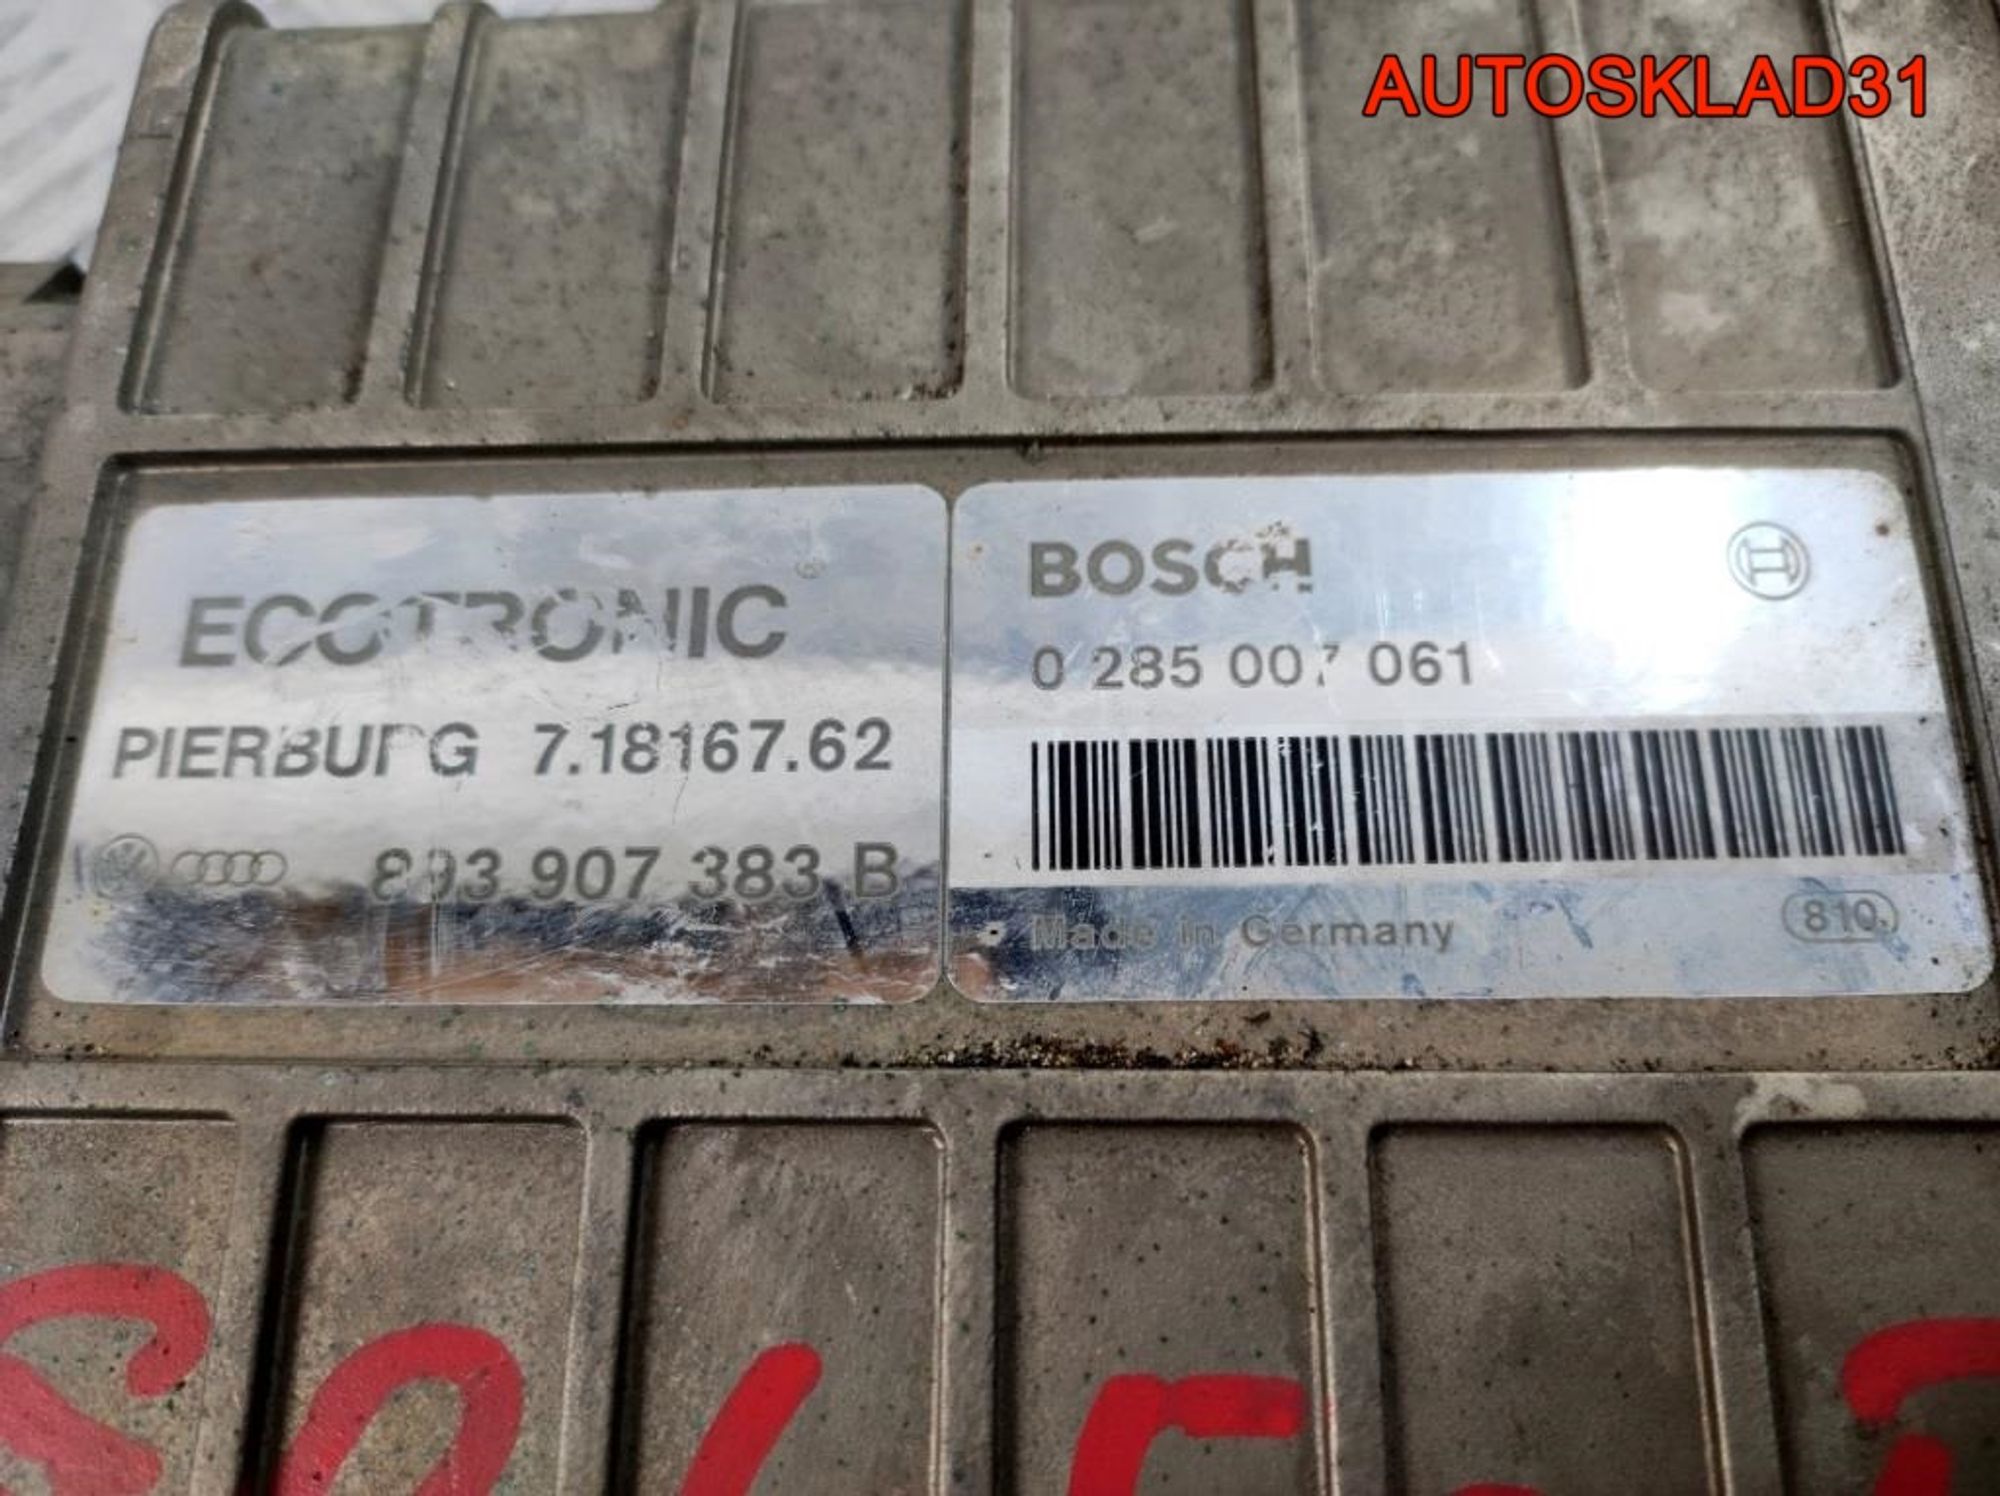 AUTOSKLAD31
ECOTRONIC
PIERBURG 7.18167.62
893 907 383 B
BOSCH
0 285 007 061
Made in Germany
810